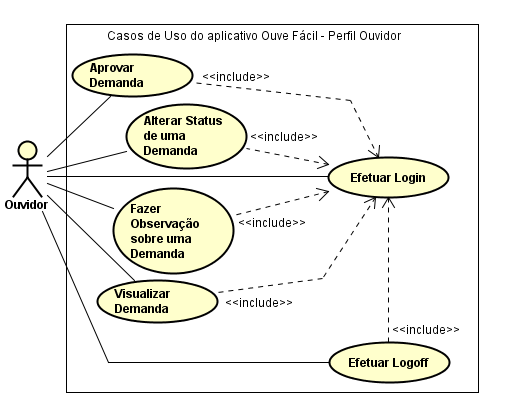 Casos de Uso do aplicativo Ouve Fácil - Perfil Ouvidor
Aprovar
Demanda
<<include>>
Alterar Status
de uma
Demanda
<<include>>
Efetuar Login
Ouvidor
Fazer
Observação
sobre uma
Demanda
<<include>>
Visualizar
Demanda
<<include>>
<<include>>
Efetuar Logoff